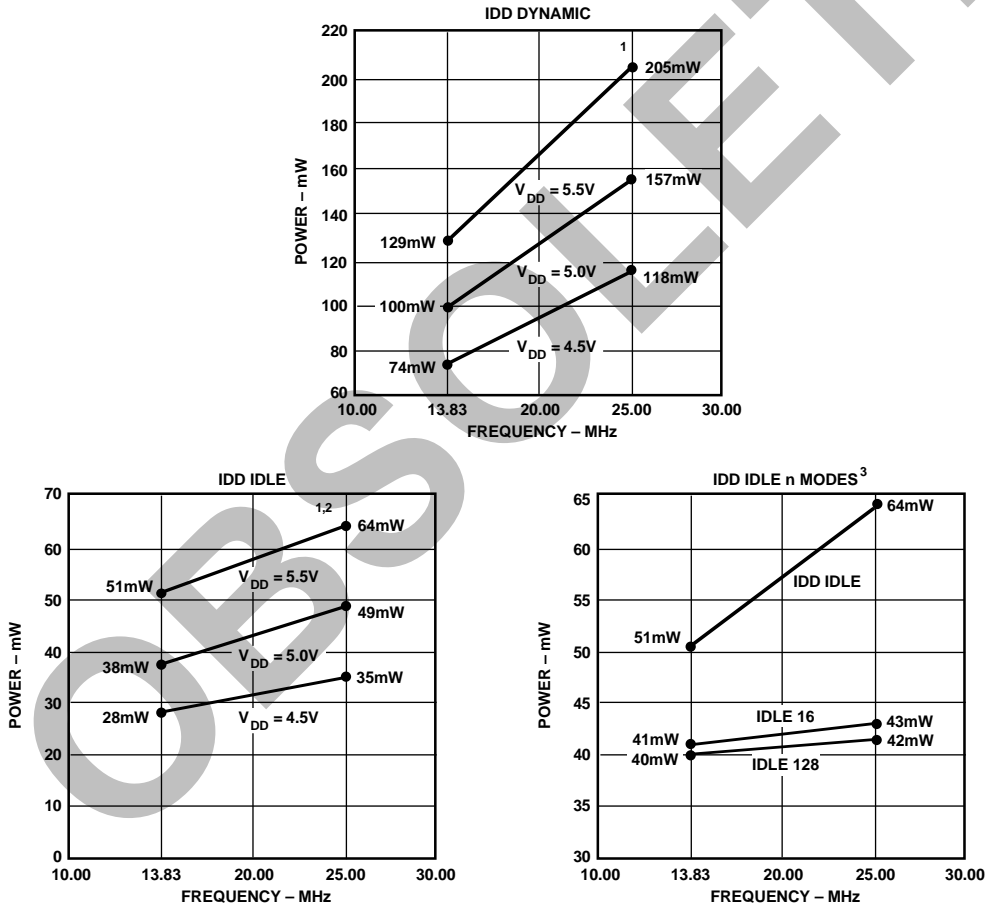 IDD DYNAMIC
220
200
180
160
140
120
100
80
60
POWER – mW
1
205mW
157mW
118mW
129mW
100mW
74mW
VDD = 5.5V
VDD = 5.0V
VDD = 4.5V
10.00 13.83 20.00 25.00 30.00
FREQUENCY – MHz
IDD IDLE
70
60
50
40
30
20
10
0
POWER – mW
1,2
64mW
49mW
35mW
51mW
38mW
28mW
VDD = 5.5V
VDD = 5.0V
VDD = 4.5V
10.00 13.83 20.00 25.00 30.00
FREQUENCY – MHz
IDD IDLE n MODES3
65
60
55
50
45
40
35
30
POWER – mW
64mW
IDD IDLE
51mW
IDLE 16
43mW
41mW
42mW
40mW
IDLE 128
10.00 13.83 20.00 25.00 30.00
FREQUENCY – MHz
OBSOLET